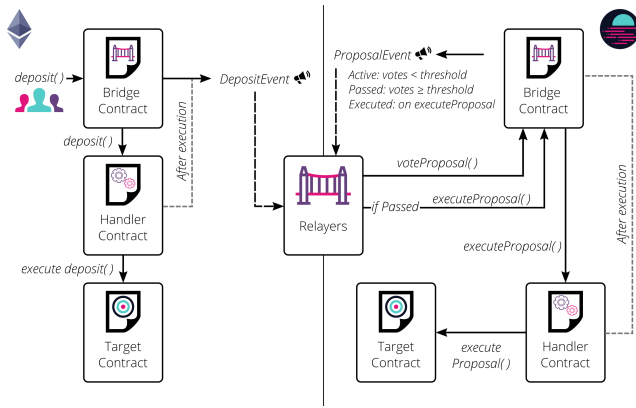 deposit( )
Bridge
Contract
DepositEvent
After execution
deposit( )
Handler
Contract
execute deposit( )
Target
Contract
Relayers
ProposalEvent
Active: votes < threshold
Passed: votes ≥ threshold
Executed: on executeProposal
Bridge
Contract
voteProposal( )
if Passed
executeProposal( )
After execution
executeProposal( )
Handler
Contract
execute
Proposal( )
Target
Contract